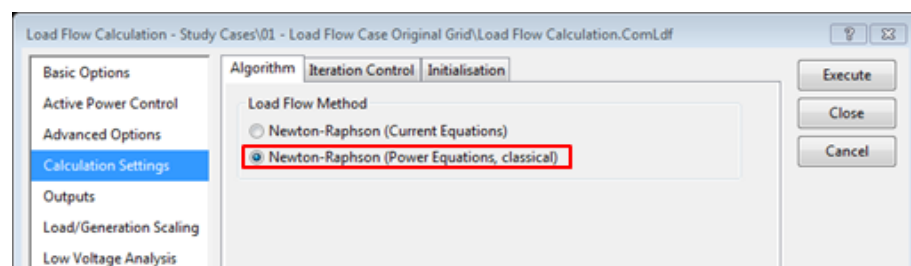 Load Flow Calculation - Study Cases\01 - Load Flow Case Original Grid\Load Flow Calculation.ComLdf
Basic Options
Active Power Control
Advanced Options
Calculation Settings
Outputs
Load/Generation Scaling
Low Voltage Analysis
Algorithm Iteration Control Initialisation
Load Flow Method
Newton-Raphson (Current Equations)
Newton-Raphson (Power Equations, classical)
Execute
Close
Cancel